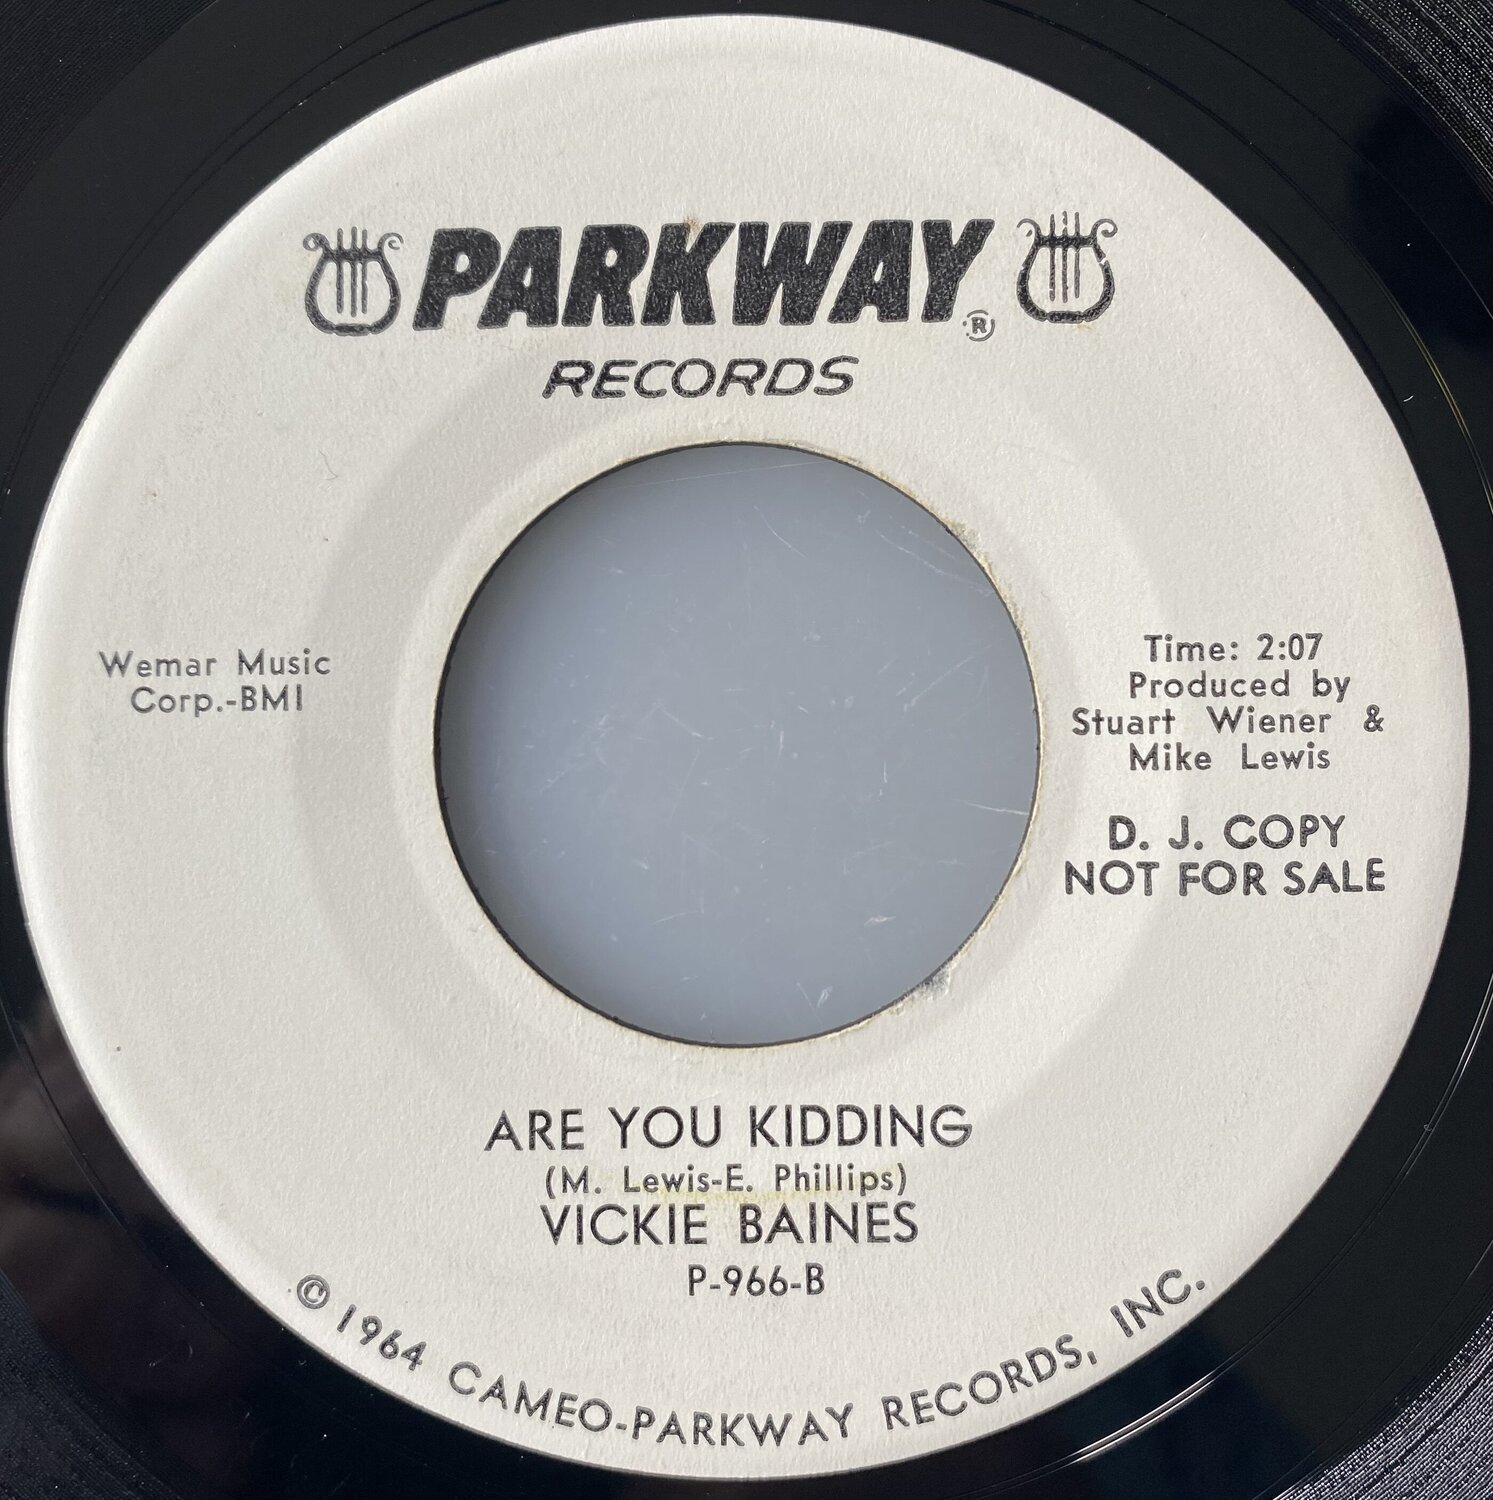 PARKWAY®
RECORDS
Wemar Music
Corp.-BMI
Time: 2:07
Produced by
Stuart Wiener &
Mike Lewis
D. J. COPY
NOT FOR SALE
ARE YOU KIDDING
(M. Lewis-E. Phillips)
VICKIE BAINES
P-966-B
© 1964 CAMEO-PARKWAY RECORDS, INC.